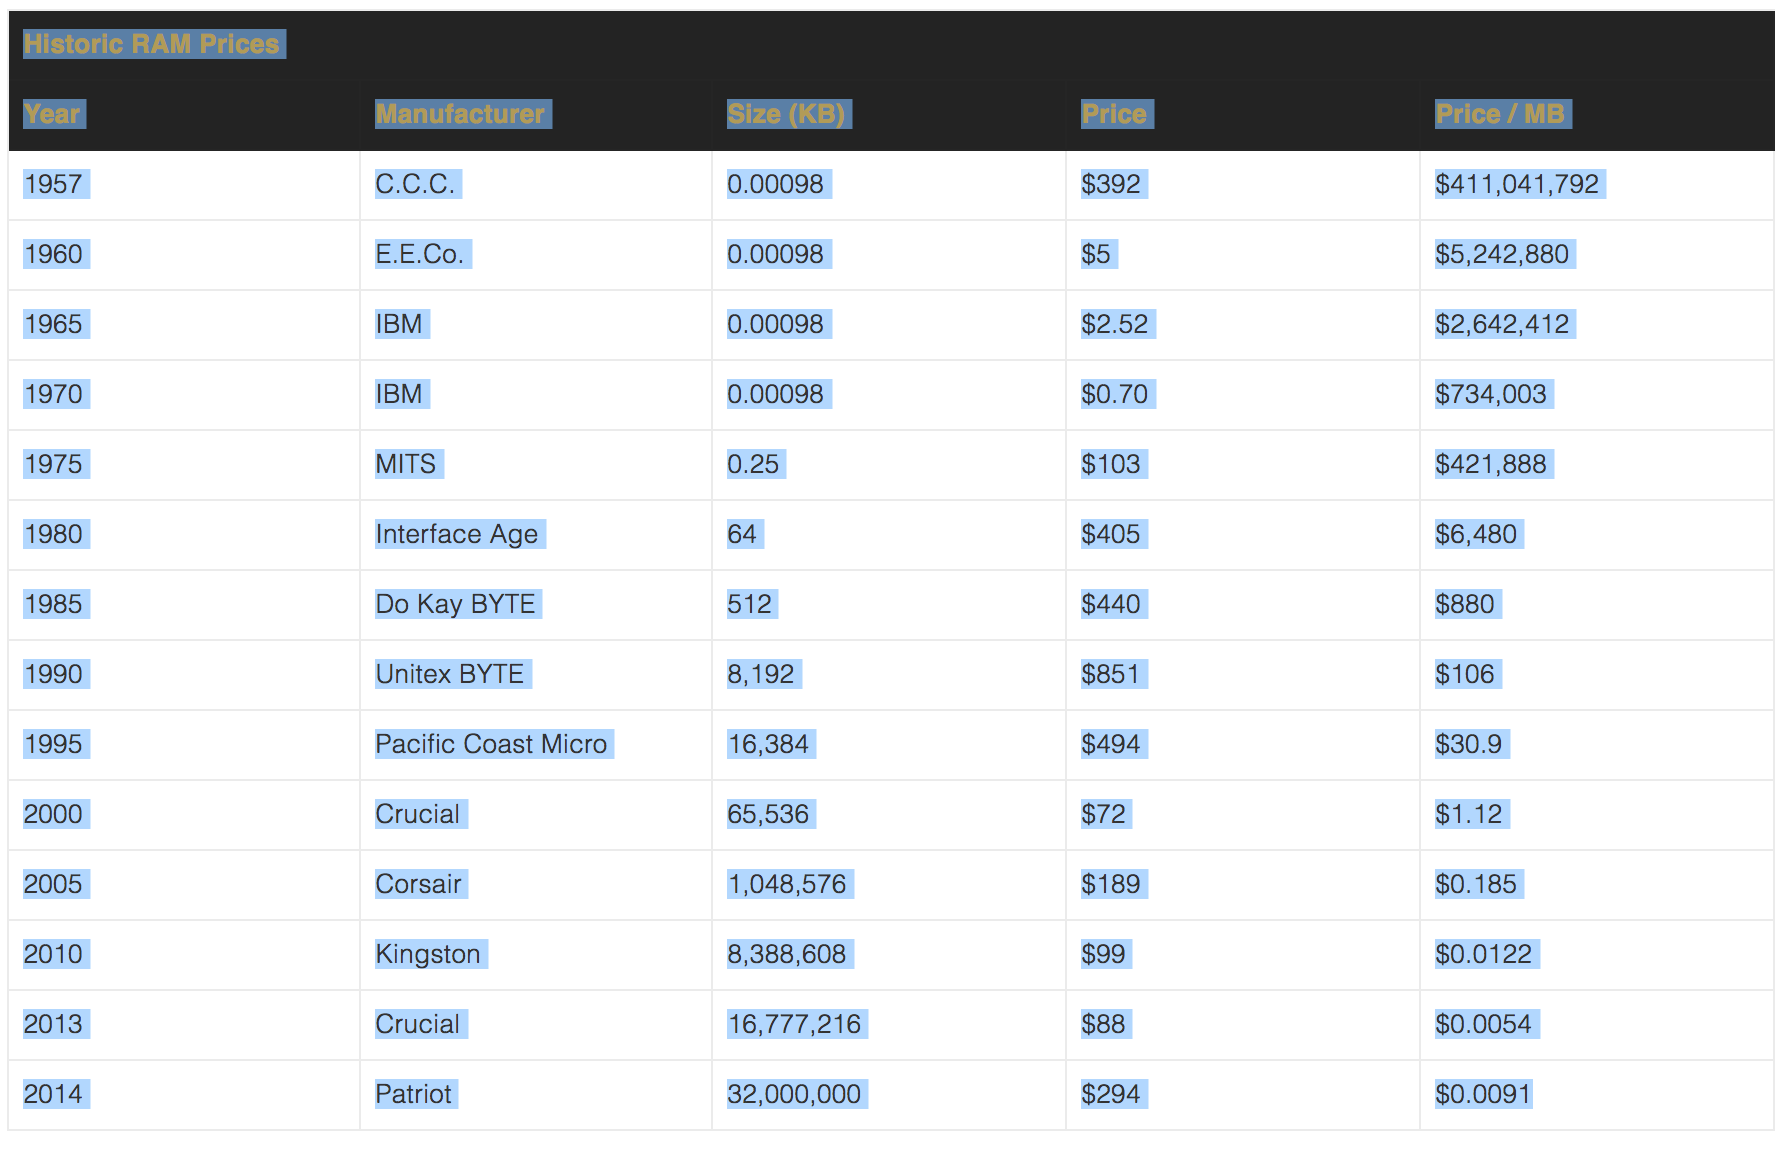 Historic RAM Prices
Year Manufacturer Size (KB) Price Price / MB
1957 C.C.C. 0.00098 $392 $411,041,792
1960 E.E.Co. 0.00098 $5 $5,242,880
1965 IBM 0.00098 $2.52 $2,642,412
1970 IBM 0.00098 $0.70 $734,003
1975 MITS 0.25 $103 $421,888
1980 Interface Age 64 $405 $6,480
1985 Do Kay BYTE 512 $440 $880
1990 Unitex BYTE 8,192 $851 $106
1995 Pacific Coast Micro 16,384 $494 $30.9
2000 Crucial 65,536 $72 $1.12
2005 Corsair 1,048,576 $189 $0.185
2010 Kingston 8,388,608 $99 $0.0122
2013 Crucial 16,777,216 $88 $0.0054
2014 Patriot 32,000,000 $294 $0.0091